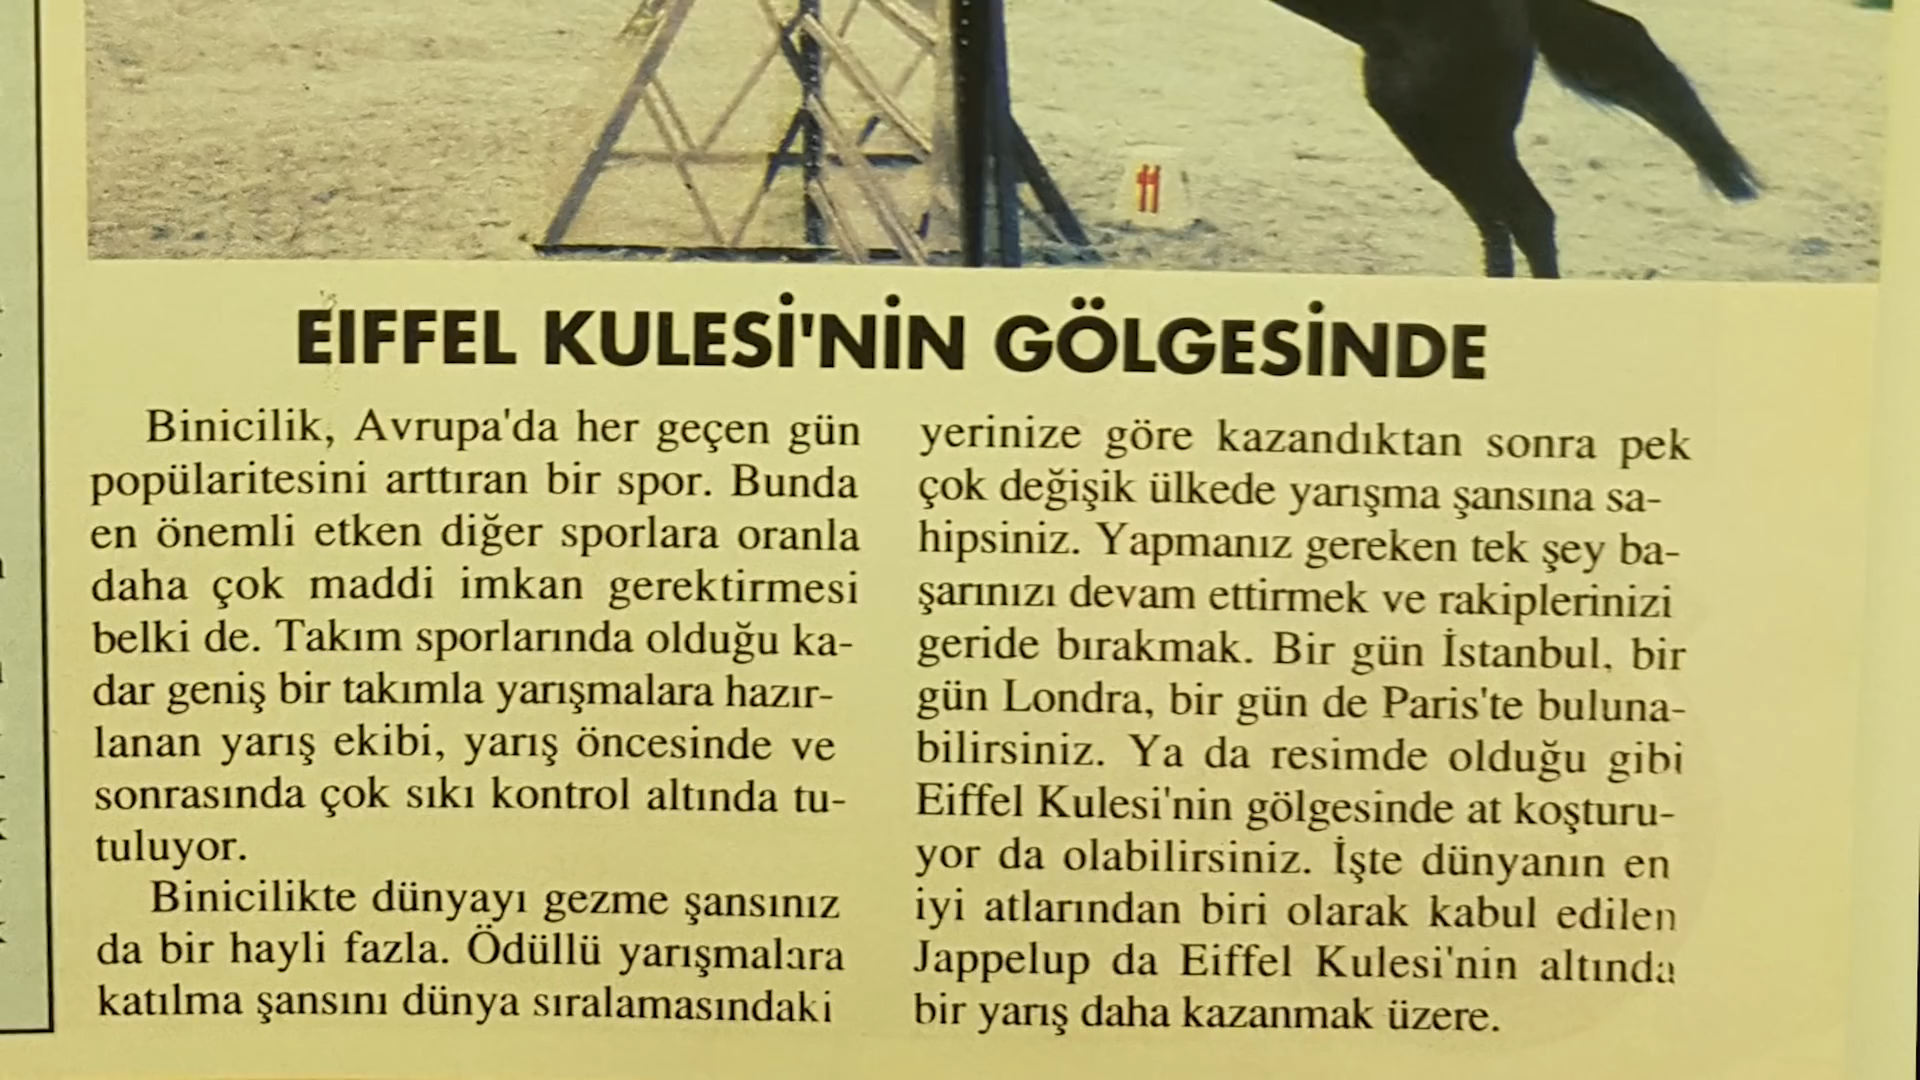 11
EIFFEL KULESİ'NİN GÖLGESİNDE
Binicilik, Avrupa'da her geçen gün
popülaritesini arttıran bir spor. Bunda
en önemli etken diğer sporlara oranla
daha çok maddi imkan gerektirmesi
belki de. Takım sporlarında olduğu ka-
dar geniş bir takımla yarışmalara hazır-
lanan yarış ekibi, yarış öncesinde ve
sonrasında çok sıkı kontrol altında tu-
tuluyor.
Binicilikte dünyayı gezme şansınız
da bir hayli fazla. Ödüllü yarışmalara
katılma şansını dünya sıralamasındaki
yerinize göre kazandıktan sonra pek
çok değişik ülkede yarışma şansına sa-
hipsiniz. Yapmanız gereken tek şey ba-
şarınızı devam ettirmek ve rakiplerinizi
geride bırakmak. Bir gün İstanbul, bir
gün Londra, bir gün de Paris'te buluna-
bilirsiniz. Ya da resimde olduğu gibi
Eiffel Kulesi'nin gölgesinde at koşturu-
yor da olabilirsiniz. İşte dünyanın en
iyi atlarından biri olarak kabul edilen
Jappelup da Eiffel Kulesi'nin altında
bir yarış daha kazanmak üzere.